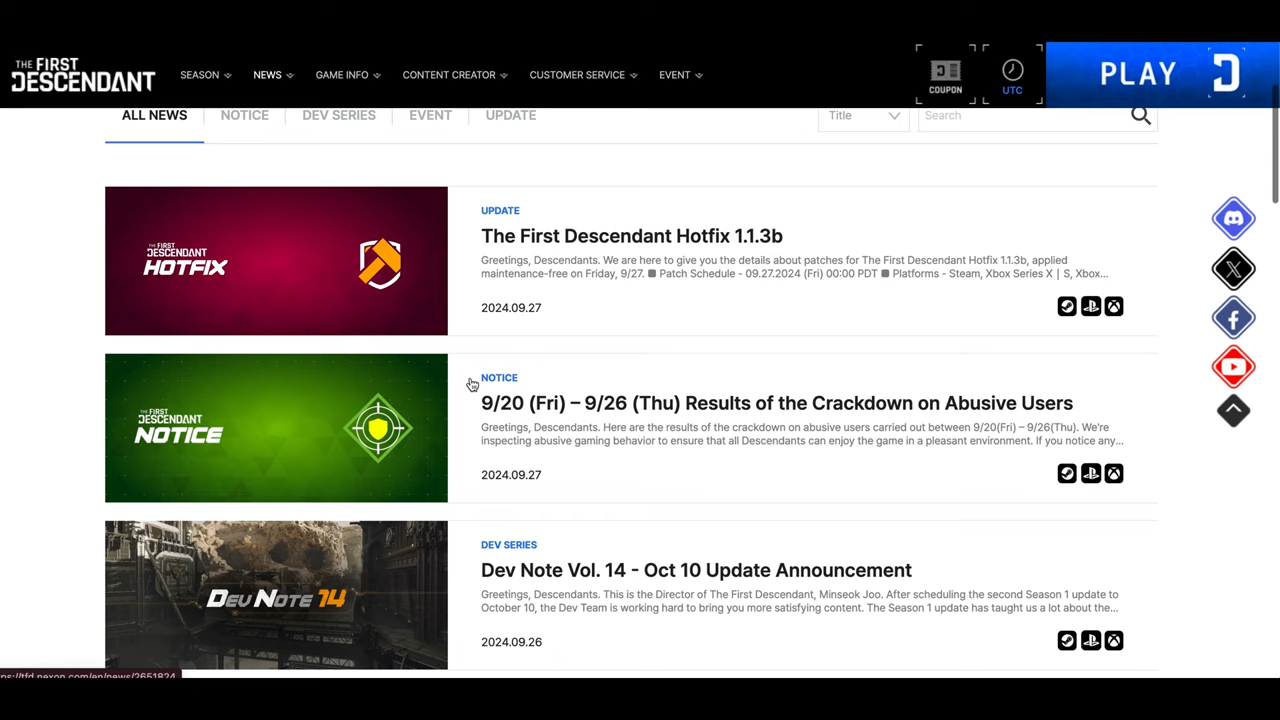 THE FIRST
DESCENDANT
SEASON
NEWS
GAME INFO
CONTENT CREATOR
CUSTOMER SERVICE
EVENT
COUPON
UTC
PLAY
ALL NEWS
NOTICE
DEV SERIES
EVENT
UPDATE
Title
Search
THE FIRST
DESCENDANT
HOTFIX
UPDATE
The First Descendant Hotfix 1.1.3b
Greetings, Descendants. We are here to give you the details about patches for The First Descendant Hotfix 1.1.3b, applied
maintenance-free on Friday, 9/27. ■ Patch Schedule - 09.27.2024 (Fri) 00:00 PDT ■ Platforms - Steam, Xbox Series X | S, Xbox...
2024.09.27
THE FIRST
DESCENDANT
NOTICE
NOTICE
9/20 (Fri) – 9/26 (Thu) Results of the Crackdown on Abusive Users
Greetings, Descendants. Here are the results of the crackdown on abusive users carried out between 9/20(Fri) – 9/26(Thu). We're
inspecting abusive gaming behavior to ensure that all Descendants can enjoy the game in a pleasant environment. If you notice any...
2024.09.27
DEV NOTE 14
DEV SERIES
Dev Note Vol. 14 - Oct 10 Update Announcement
Greetings, Descendants. This is the Director of The First Descendant, Minseok Joo. After scheduling the second Season 1 update to
October 10, the Dev Team is working hard to bring you more satisfying content. The Season 1 update has taught us a lot about the...
2024.09.26
ps://tfd.nexon.com/en/news/2651824